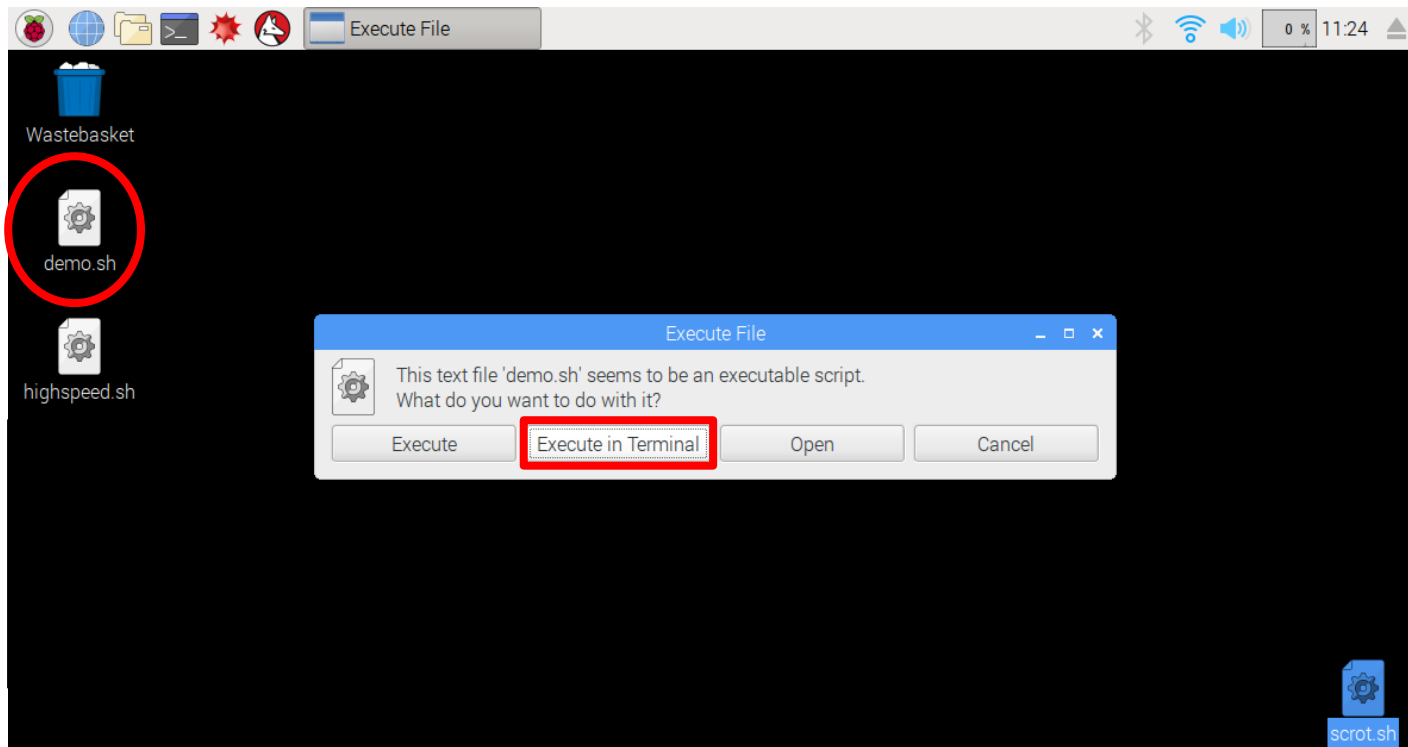 Execute File
0 %
11:24
Wastebasket
demo.sh
highspeed.sh
Execute File
This text file 'demo.sh' seems to be an executable script.
What do you want to do with it?
Execute
Execute in Terminal
Open
Cancel
scrot.sh